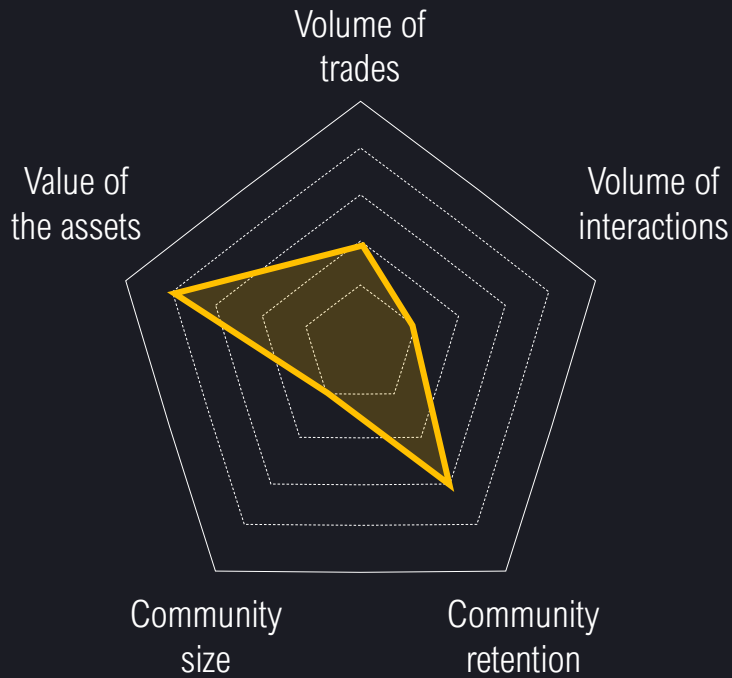 Volume of
trades
Value of
the assets
Volume of
interactions
Community
size
Community
retention